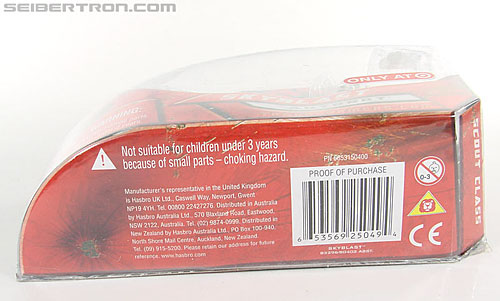 SEIBERTRON.COM
ONLY AT
SKYBLAST
SCOUT CLASS
WARNING:
Not suitable for children under 3 years
because of small parts – choking hazard.
P/N 6853150400
PROOF OF PURCHASE
0-3
Manufacturer's representative in the United Kingdom
is Hasbro UK Ltd., Caswell Way, Newport, Gwent
NP19 4YH. Tel. 00800 22427276. Distributed in Australia
by Hasbro Australia Ltd., 570 Blaxland Road, Eastwood,
NSW 2122, Australia. Tel. (02) 9874-0999. Distributed in
New Zealand by Hasbro Australia Ltd., PO Box 100-940.
North Shore Mail Centre, Auckland, New Zealand.
Tel. (09) 915-5200. Please retain our address for future
reference. www.hasbro.com
6 53569 25049 4
SKYBLAST
CE